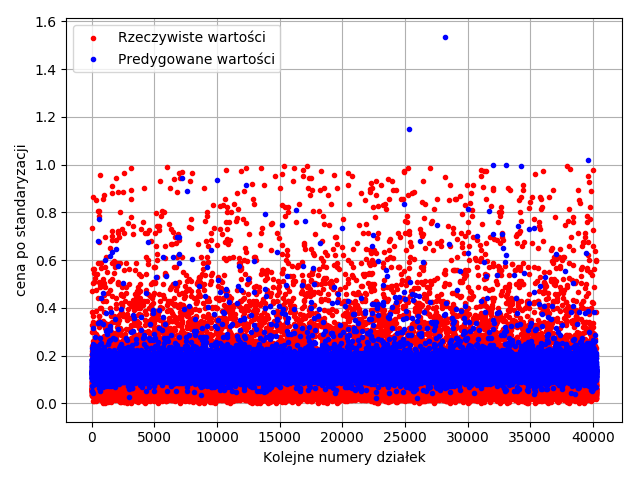 1.6
1.4
1.2
1.0
0.8
0.6
0.4
0.2
0.0
cena po standaryzacji
Rzeczywiste wartości
Predygowane wartości
0 5000 10000 15000 20000 25000 30000 35000 40000
Kolejne numery działek